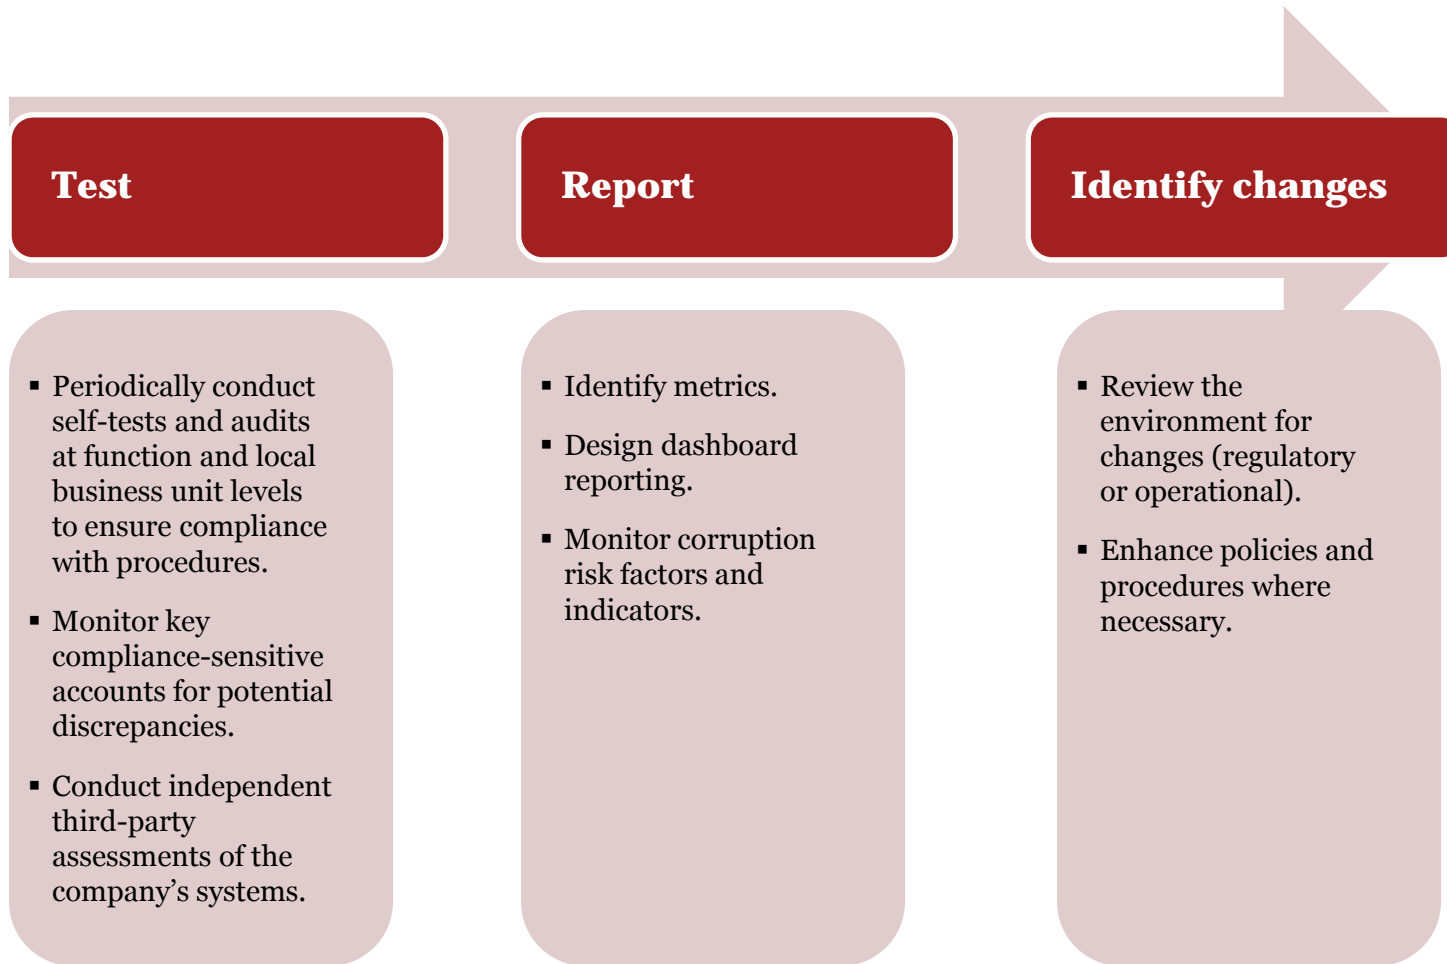 Test
Report
Identify changes
▪ Periodically conduct
self-tests and audits
at function and local
business unit levels
to ensure compliance
with procedures.
▪ Monitor key
compliance-sensitive
accounts for potential
discrepancies.
▪ Conduct independent
third-party
assessments of the
company’s systems.
▪ Identify metrics.
▪ Design dashboard
reporting.
▪ Monitor corruption
risk factors and
indicators.
▪ Review the
environment for
changes (regulatory
or operational).
▪ Enhance policies and
procedures where
necessary.